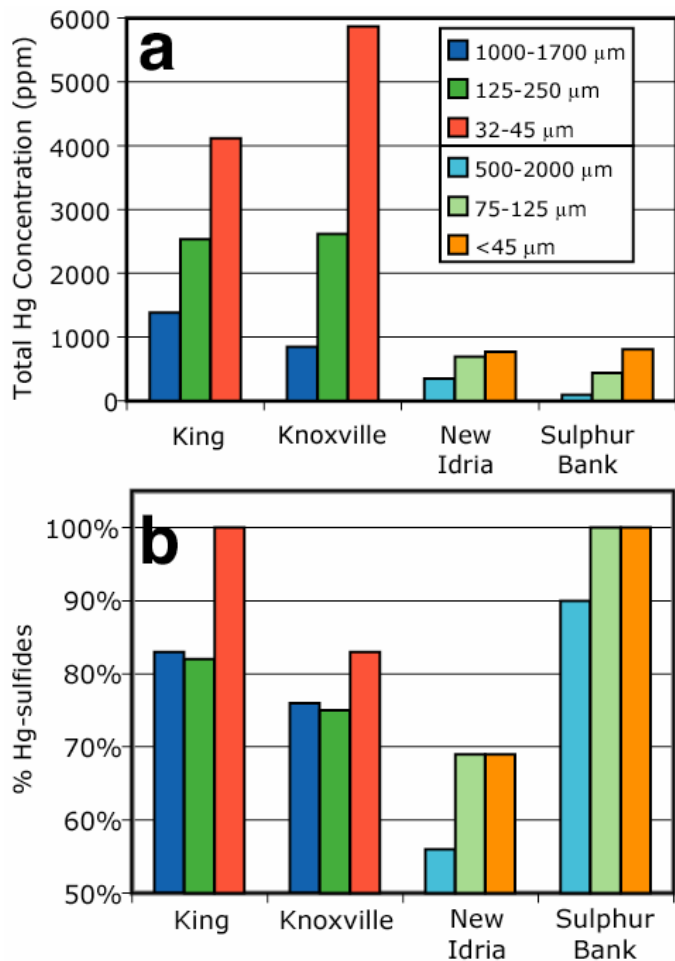 a
Total Hg Concentration (ppm)
6000
5000
4000
3000
2000
1000
0
1000-1700 μm
125-250 μm
32-45 μm
500-2000 μm
75-125 μm
<45 μm
King
Knoxville
New
Idria
Sulphur
Bank
b
% Hg-sulfides
100%
90%
80%
70%
60%
50%
King
Knoxville
New
Idria
Sulphur
Bank